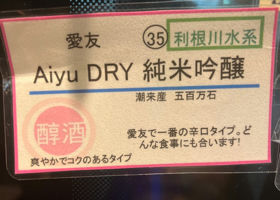 愛友 ㉟ 利根川水系
Aiyu DRY 純米吟醸
潮来産 五百万石
醇酒
愛友で一番の辛口タイプ。ど
んな食事にも合います!
爽やかでコクのあるタイプ